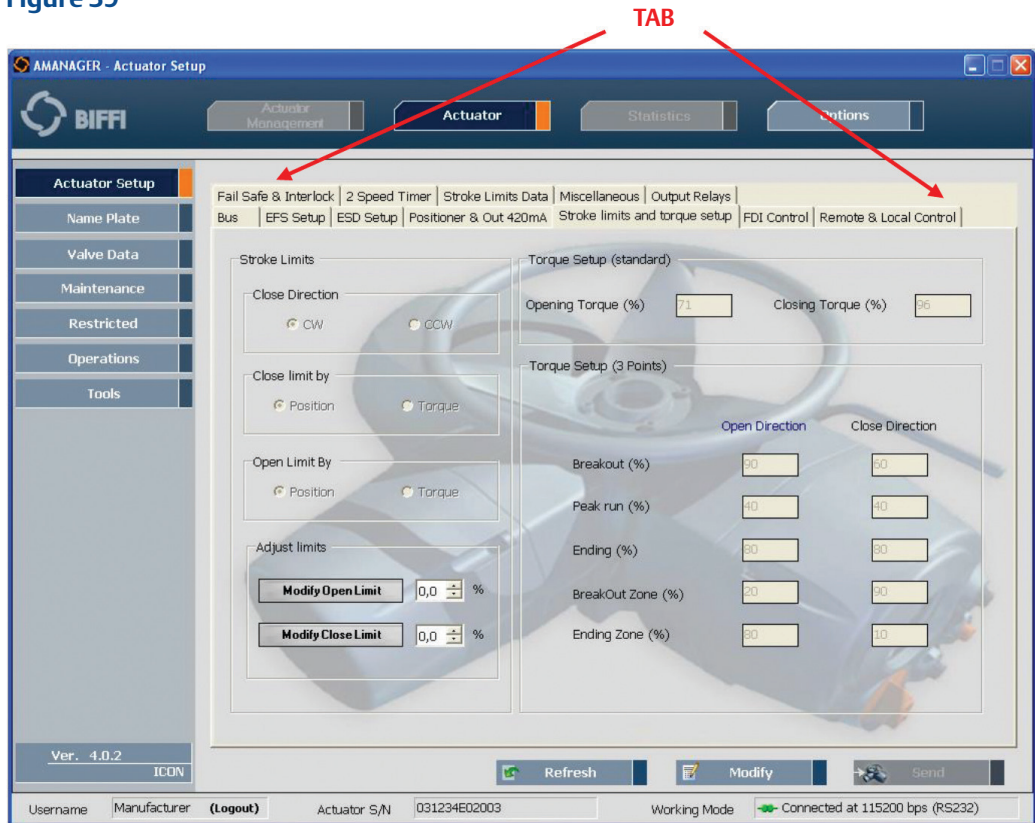 Figure 39
TAB
AMANAGER - Actuator Setup
BIFFI
Actuator Management
Actuator
Statistics
Options
Actuator Setup
Name Plate
Valve Data
Maintenance
Restricted
Operations
Tools
Fail Safe & Interlock 2 Speed Timer Stroke Limits Data Miscellaneous Output Relays
Bus EFS Setup ESD Setup Positioner & Out 420mA Stroke limits and torque setup FDI Control Remote & Local Control
Stroke Limits
Close Direction
CW CCW
Close limit by
Position Torque
Open Limit By
Position Torque
Adjust limits
Modify Open Limit 0,0 %
Modify Close Limit 0,0 %
Torque Setup (standard)
Opening Torque (%) 71 Closing Torque (%) 96
Torque Setup (3 Points)
Open Direction Close Direction
Breakout (%) 90 60
Peak run (%) 40 40
Ending (%) 80 80
BreakOut Zone (%) 20 90
Ending Zone (%) 80 10
Ver. 4.0.2
ICON
Refresh Modify Send
Username Manufacturer (Logout) Actuator S/N 031234E02003 Working Mode Connected at 115200 bps (RS232)